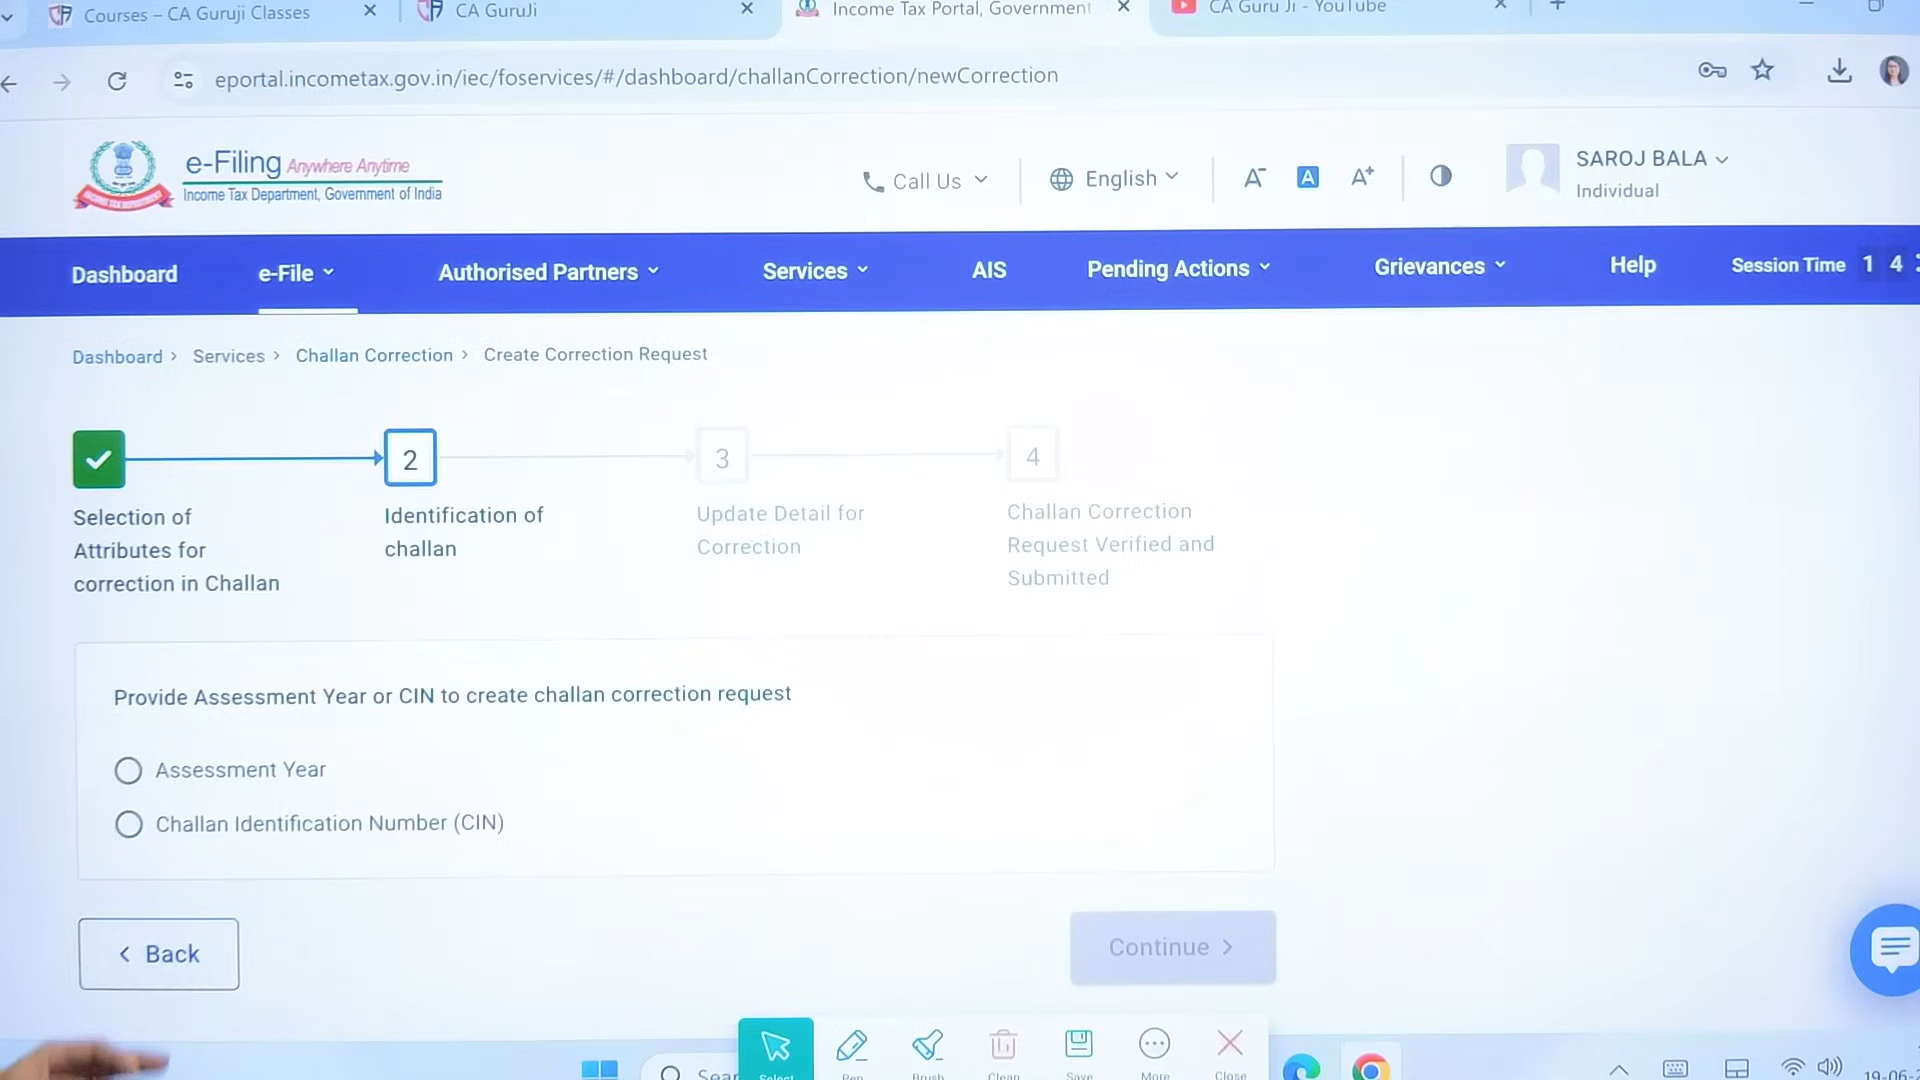 Courses – CA Guruji Classes
CA GuruJi
Income Tax Portal, Government
CA Guru Ji - YouTube
eportal.incometax.gov.in/iec/foservices/#/dashboard/challanCorrection/newCorrection
e-Filing Anywhere Anytime
Income Tax Department, Government of India
Call Us
English
A-
A
A+
SAROJ BALA
Individual
Dashboard
e-File
Authorised Partners
Services
AIS
Pending Actions
Grievances
Help
Session Time 1 4 :
Dashboard > Services > Challan Correction > Create Correction Request
2
3
4
Selection of
Attributes for
correction in Challan
Identification of
challan
Update Detail for
Correction
Challan Correction
Request Verified and
Submitted
Provide Assessment Year or CIN to create challan correction request
Assessment Year
Challan Identification Number (CIN)
< Back
Continue >
Sear
Select
Pen
Brush
Clean
Save
More
Close
19-06-